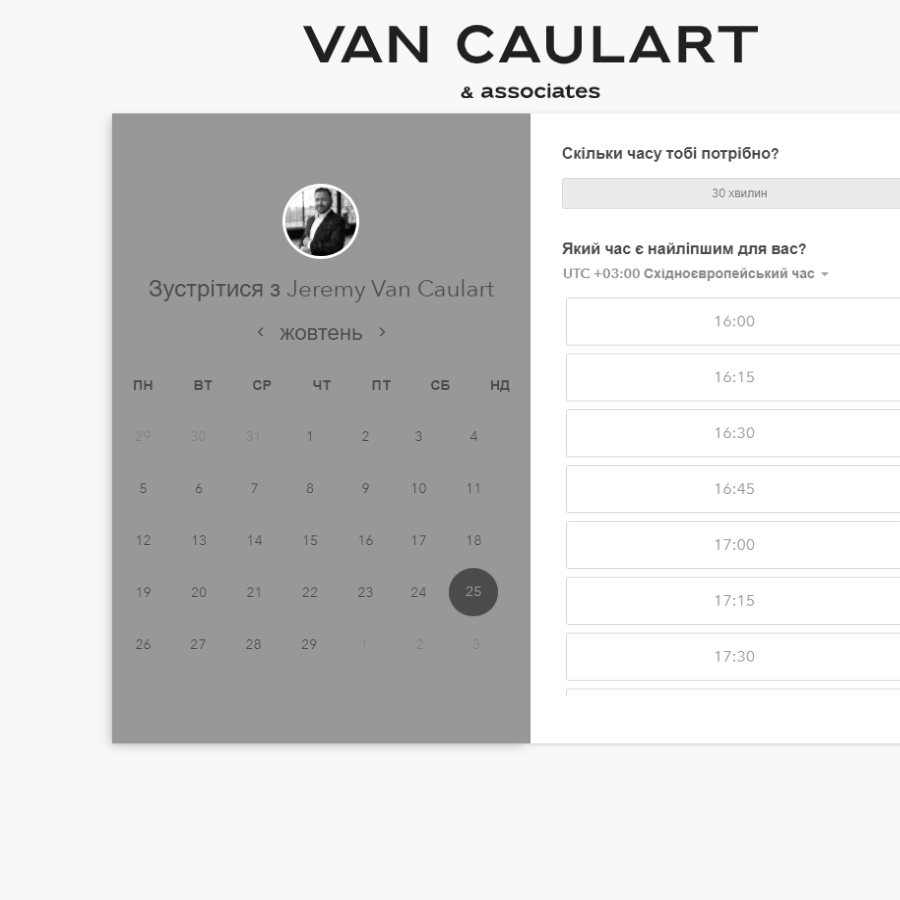 VAN CAULART
& associates
Зустрітися з Jeremy Van Caulart
жовтень
ПН ВТ СР ЧТ ПТ СБ НД
29 30 31 1 2 3 4
5 6 7 8 9 10 11
12 13 14 15 16 17 18
19 20 21 22 23 24 25
26 27 28 29 1 2 3
Скільки часу тобі потрібно?
30 хвилин
Який час є найліпшим для вас?
UTC +03:00 Східноєвропейський час
16:00
16:15
16:30
16:45
17:00
17:15
17:30